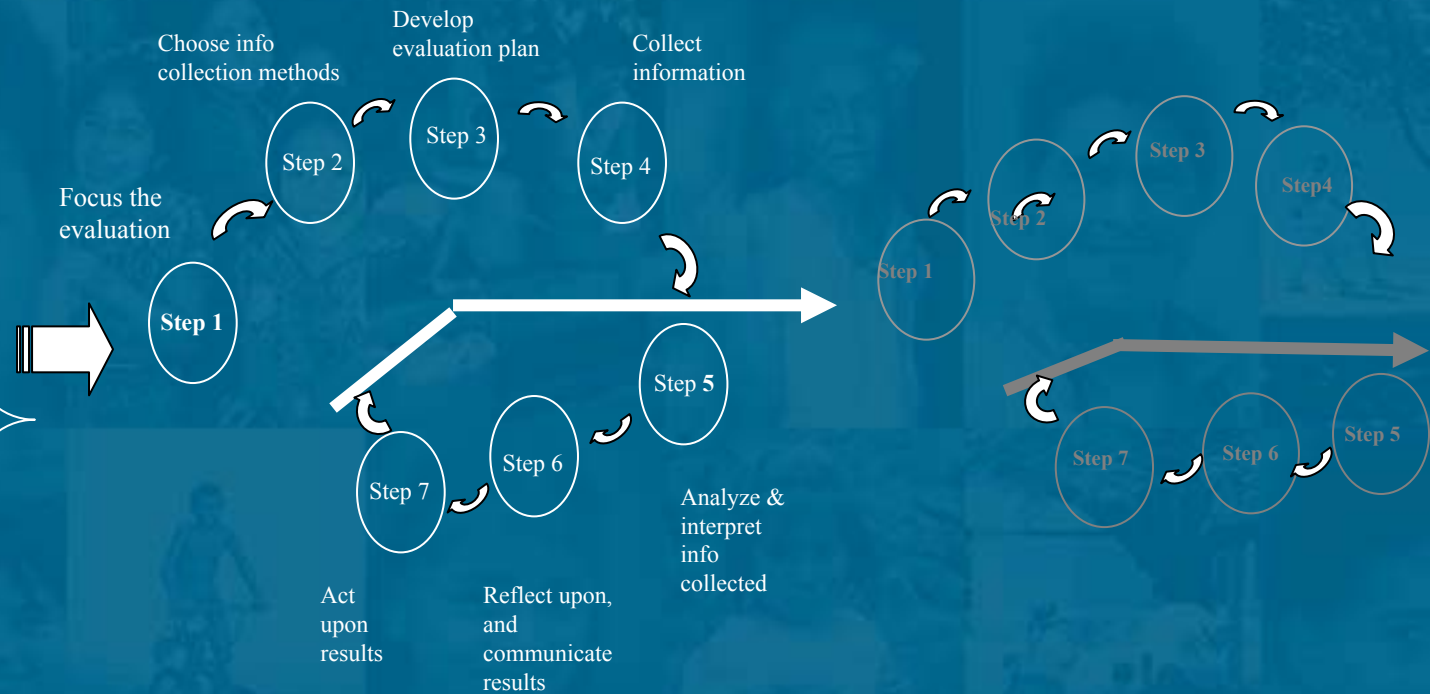 Focus the
evaluation
Step 1
Choose info
collection methods
Step 2
Develop
evaluation plan
Step 3
Collect
information
Step 4
Step 5
Analyze &
interpret
info
collected
Step 6
Reflect upon,
and
communicate
results
Step 7
Act
upon
results
Step 1
Step 2
Step 3
Step4
Step 5
Step 6
Step 7